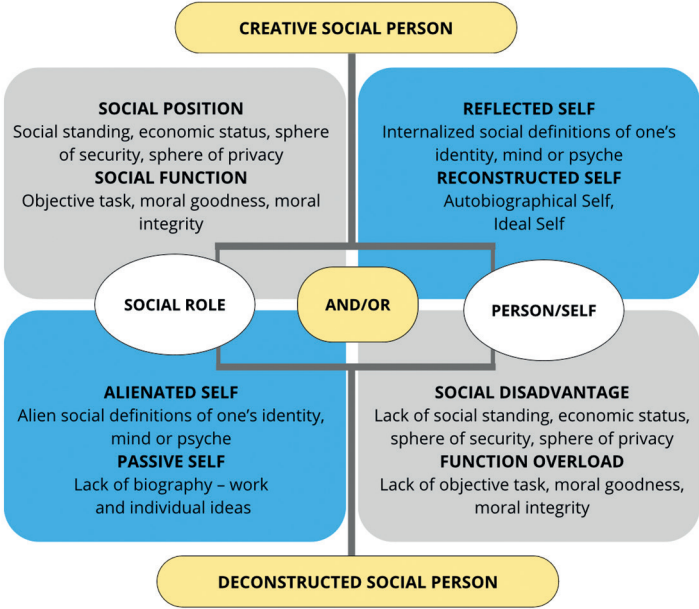 CREATIVE SOCIAL PERSON
SOCIAL POSITION
Social standing, economic status, sphere
of security, sphere of privacy
SOCIAL FUNCTION
Objective task, moral goodness, moral
integrity
REFLECTED SELF
Internalized social definitions of one’s
identity, mind or psyche
RECONSTRUCTED SELF
Autobiographical Self,
Ideal Self
SOCIAL ROLE
AND/OR
PERSON/SELF
ALIENATED SELF
Alien social definitions of one’s identity,
mind or psyche
PASSIVE SELF
Lack of biography – work
and individual ideas
SOCIAL DISADVANTAGE
Lack of social standing, economic status,
sphere of security, sphere of privacy
FUNCTION OVERLOAD
Lack of objective task, moral goodness,
moral integrity
DECONSTRUCTED SOCIAL PERSON